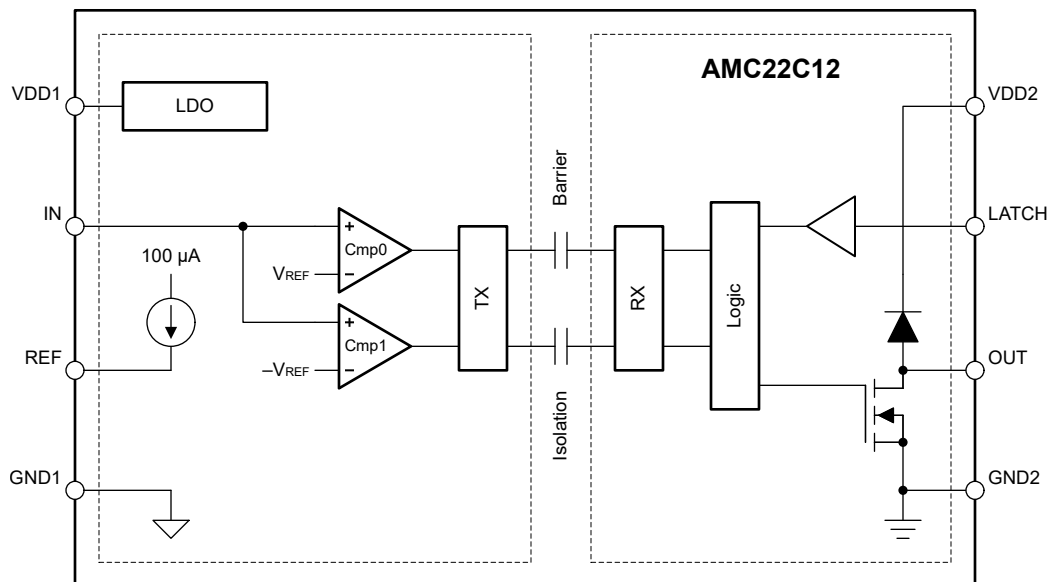 AMC22C12
VDD1
LDO
VDD2
IN
Barrier
LATCH
+
Cmp0
100 µA
VREF
−
TX
RX
Logic
+
Cmp1
REF
−VREF
−
OUT
Isolation
GND1
GND2